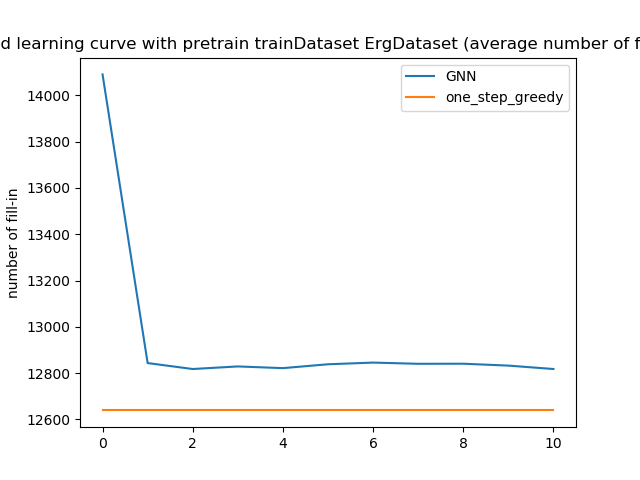 d learning curve with pretrain trainDataset ErgDataset (average number of f
GNN
one_step_greedy
number of fill-in
14000
13800
13600
13400
13200
13000
12800
12600
0 2 4 6 8 10